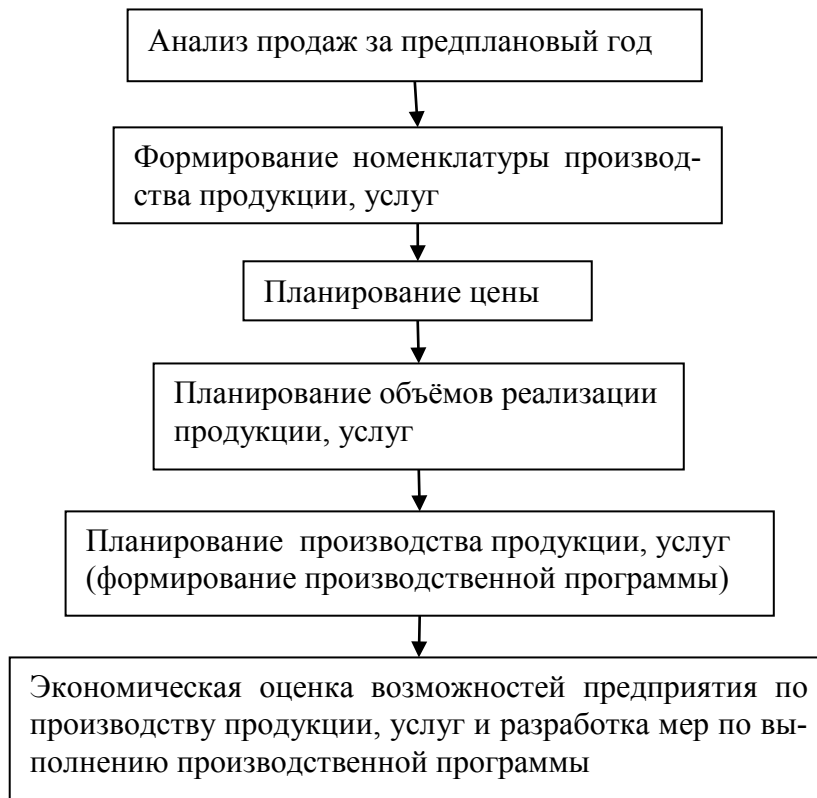 Анализ продаж за предплановый год
Формирование номенклатуры производ-
ства продукции, услуг
Планирование цены
Планирование объёмов реализации
продукции, услуг
Планирование производства продукции, услуг
(формирование производственной программы)
Экономическая оценка возможностей предприятия по
производству продукции, услуг и разработка мер по вы-
полнению производственной программы